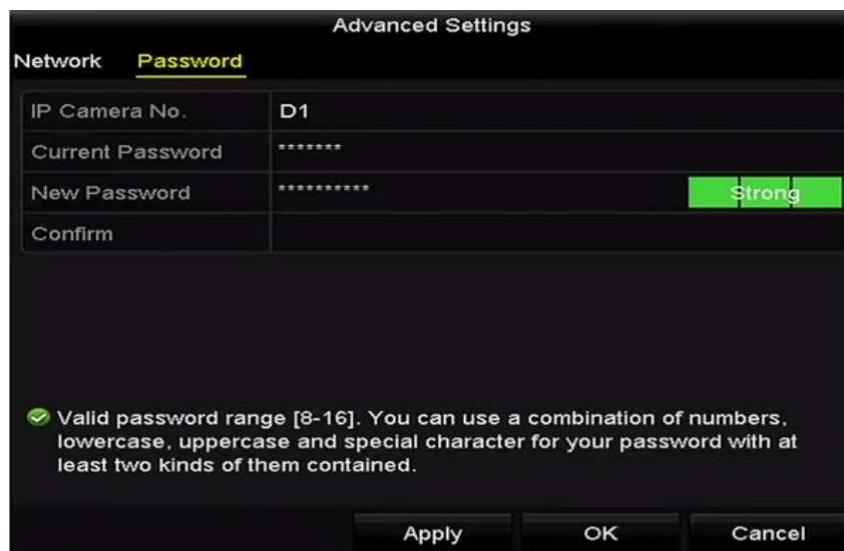 Advanced Settings
Network Password
IP Camera No. D1
Current Password *******
New Password ********** Strong
Confirm
Valid password range [8-16]. You can use a combination of numbers,
lowercase, uppercase and special character for your password with at
least two kinds of them contained.
Apply OK Cancel